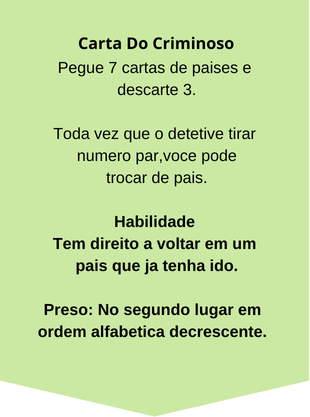 Carta Do Criminoso
Pegue 7 cartas de paises e
descarte 3.
Toda vez que o detetive tirar
numero par,voce pode
trocar de pais.
Habilidade
Tem direito a voltar em um
pais que ja tenha ido.
Preso: No segundo lugar em
ordem alfabetica decrescente.